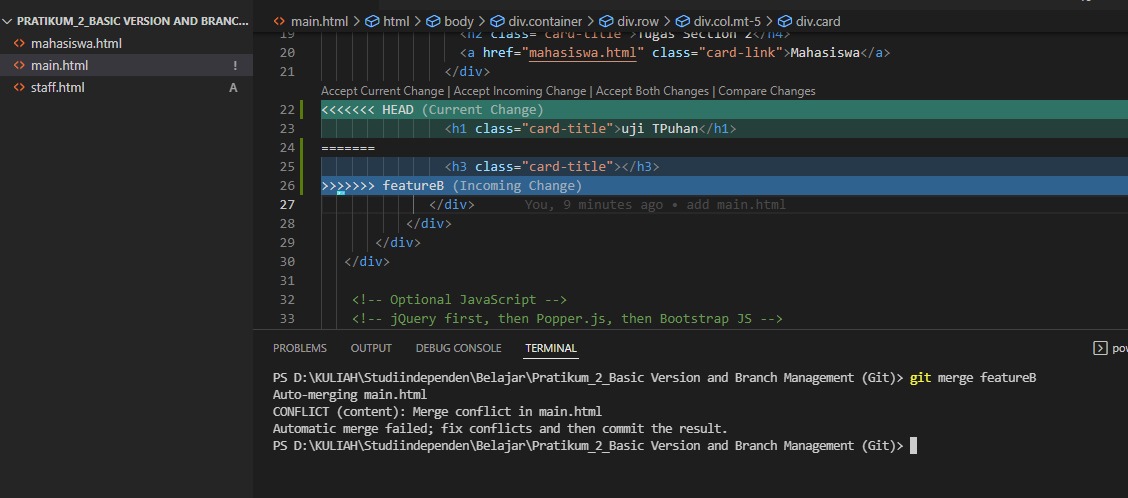 PRATIKUM_2_BASIC VERSION AND BRANC...
mahasiswa.html
main.html !
staff.html A
main.html > html > body > div.container > div.row > div.col.mt-5 > div.card
19 <h2 class="card-title">Tugas Section 2</h4>
20 <a href="mahasiswa.html" class="card-link">Mahasiswa</a>
21 </div>
Accept Current Change | Accept Incoming Change | Accept Both Changes | Compare Changes
22 <<<<<<< HEAD (Current Change)
23 <h1 class="card-title">uji TPuhan</h1>
24 =======
25 <h3 class="card-title"></h3>
26 >>>>>>> featureB (Incoming Change)
27 </div> You, 9 minutes ago • add main.html
28 </div>
29 </div>
30 </div>
31
32 <!-- Optional JavaScript -->
33 <!-- jQuery first, then Popper.js, then Bootstrap JS -->
PROBLEMS OUTPUT DEBUG CONSOLE TERMINAL pow
PS D:\KULIAH\Studiindependen\Belajar\Pratikum_2_Basic Version and Branch Management (Git)> git merge featureB
Auto-merging main.html
CONFLICT (content): Merge conflict in main.html
Automatic merge failed; fix conflicts and then commit the result.
PS D:\KULIAH\Studiindependen\Belajar\Pratikum_2_Basic Version and Branch Management (Git)>